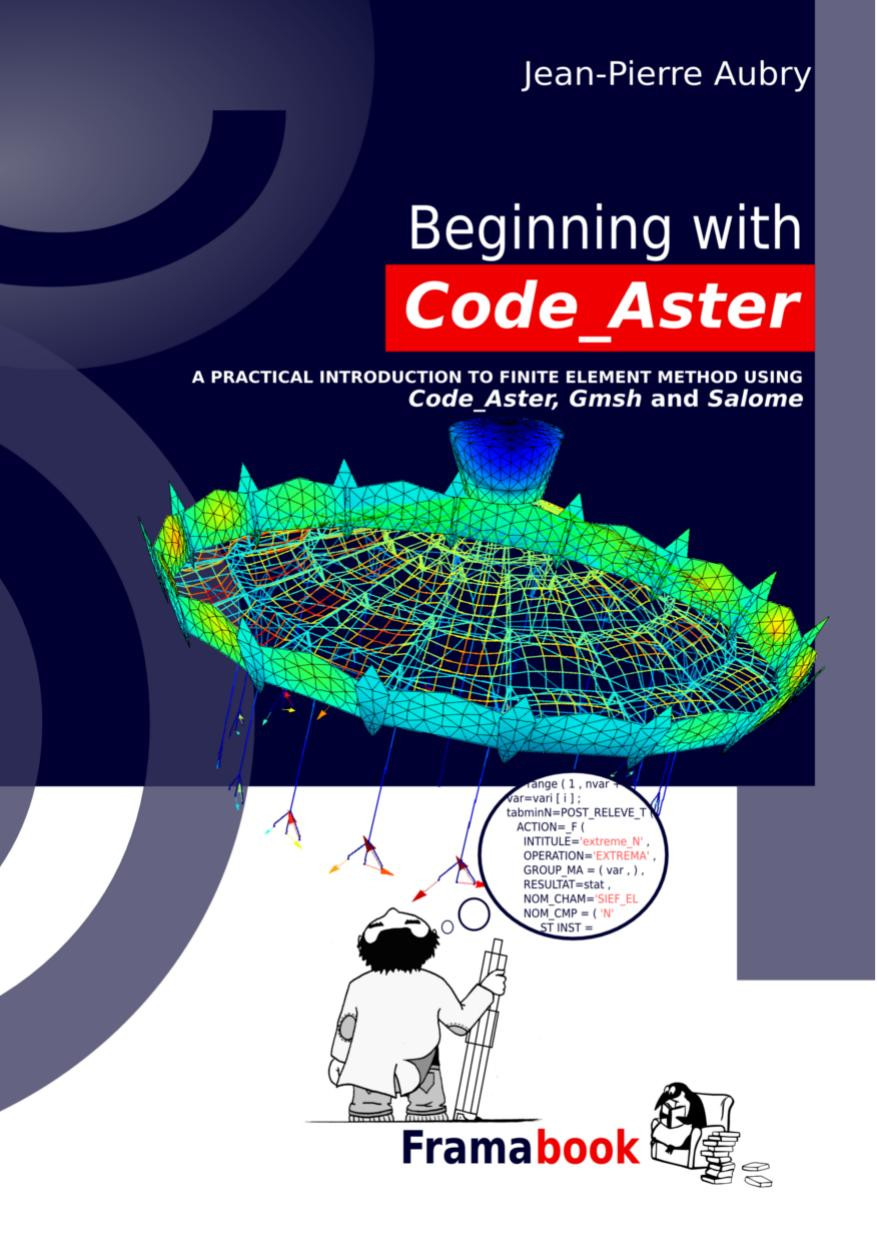 Jean-Pierre Aubry
Beginning with
Code_Aster
A PRACTICAL INTRODUCTION TO FINITE ELEMENT METHOD USING
Code_Aster, Gmsh and Salome
range ( 1 , nvar +
var=vari [ i ] ;
tabminN=POST_RELEVE_T (
ACTION=_F (
INTITULE='extreme_N' ,
OPERATION='EXTREMA' ,
GROUP_MA = ( var , ) ,
RESULTAT=stat ,
NOM_CHAM='SIEF_EL
NOM_CMP = ( 'N'
ST INST =
Framabook